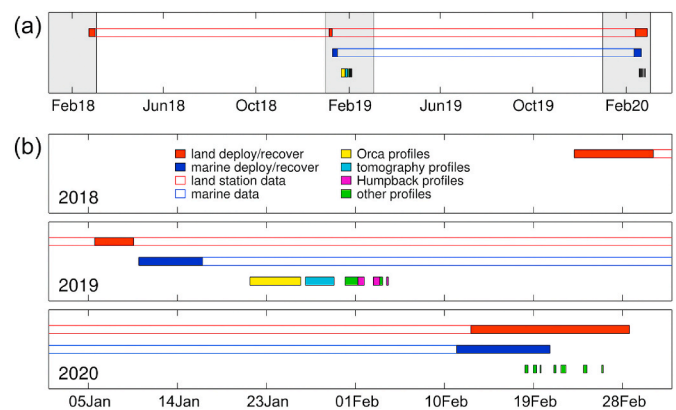 (a)
Feb18 Jun18 Oct18 Feb19 Jun19 Oct19 Feb20
(b)
land deploy/recover Orca profiles
marine deploy/recover tomography profiles
land station data Humpback profiles
marine data other profiles
2018
2019
2020
05Jan 14Jan 23Jan 01Feb 10Feb 19Feb 28Feb